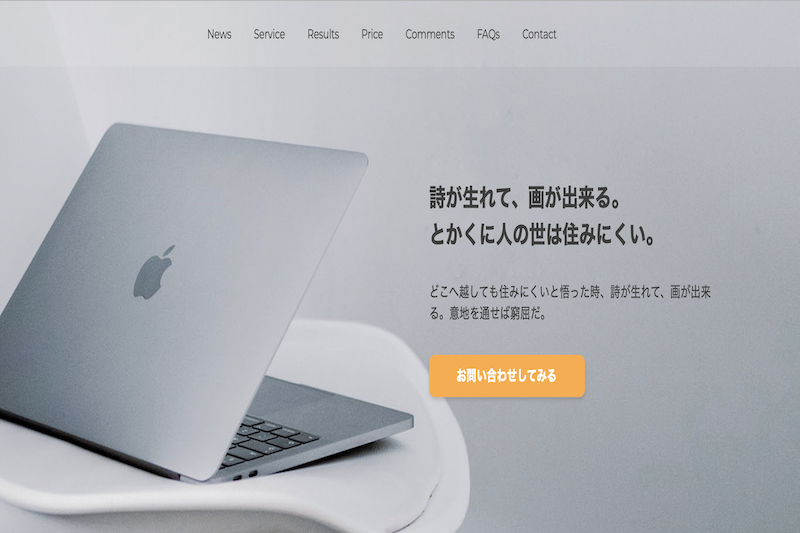 News Service Results Price Comments FAQs Contact
詩が生れて、画が出来る。
とかくに人の世は住みにくい。
どこへ越しても住みにくいと悟った時、詩が生れて、画が出来
る。意地を通せば窮屈だ。
お問い合わせしてみる